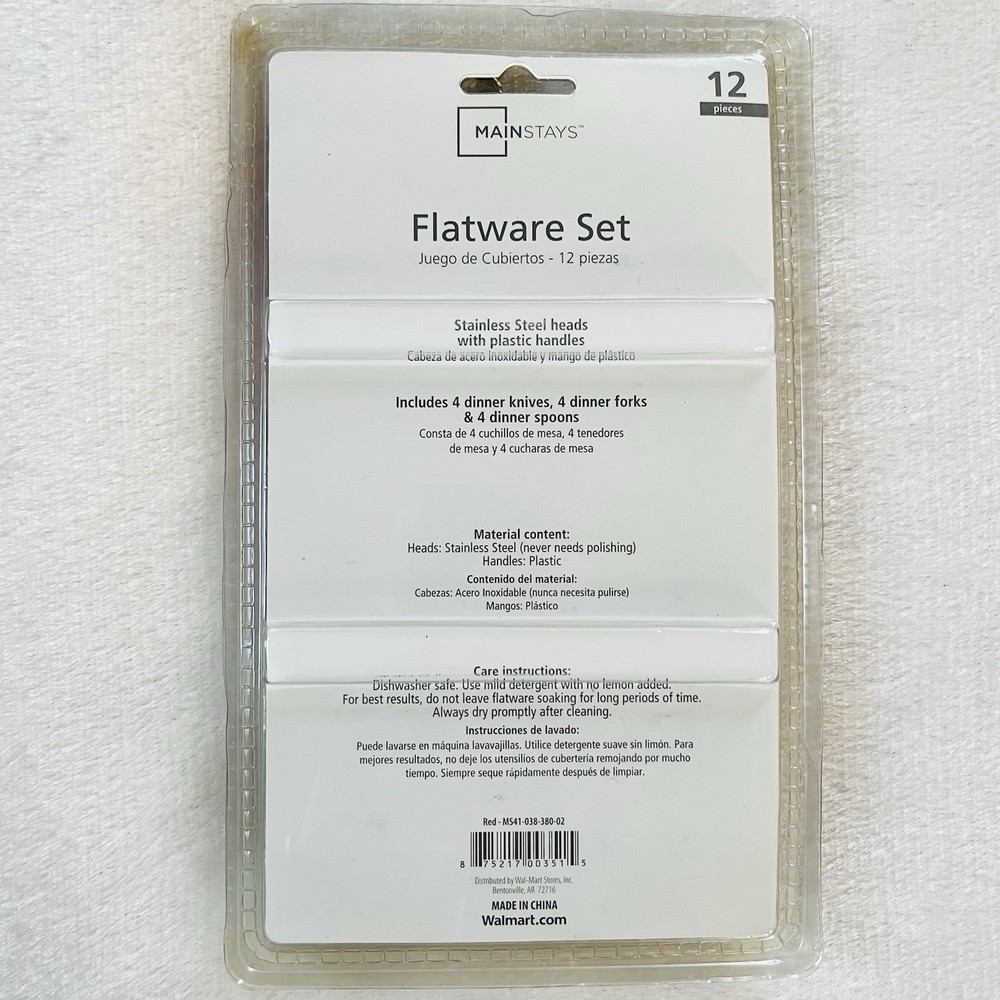 12
pieces
MAINSTAYS™
Flatware Set
Juego de Cubiertos - 12 piezas
Stainless Steel heads
with plastic handles
Cabeza de acero inoxidable y mango de plástico
Includes 4 dinner knives, 4 dinner forks
& 4 dinner spoons
Consta de 4 cuchillos de mesa, 4 tenedores
de mesa y 4 cucharas de mesa
Material content:
Heads: Stainless Steel (never needs polishing)
Handles: Plastic
Contenido del material:
Cabezas: Acero Inoxidable (nunca necesita pulirse)
Mangos: Plástico
Care instructions:
Dishwasher safe. Use mild detergent with no lemon added.
For best results, do not leave flatware soaking for long periods of time.
Always dry promptly after cleaning.
Instrucciones de lavado:
Puede lavarse en máquina lavavajillas. Utilice detergente suave sin limón. Para
mejores resultados, no deje los utensilios de cubertería remojando por mucho
tiempo. Siempre seque rápidamente después de limpiar.
Red - MS41-038-380-02
8 75217 00351 5
Distributed by Wal-Mart Stores, Inc.
Bentonville, AR 72716
MADE IN CHINA
Walmart.com